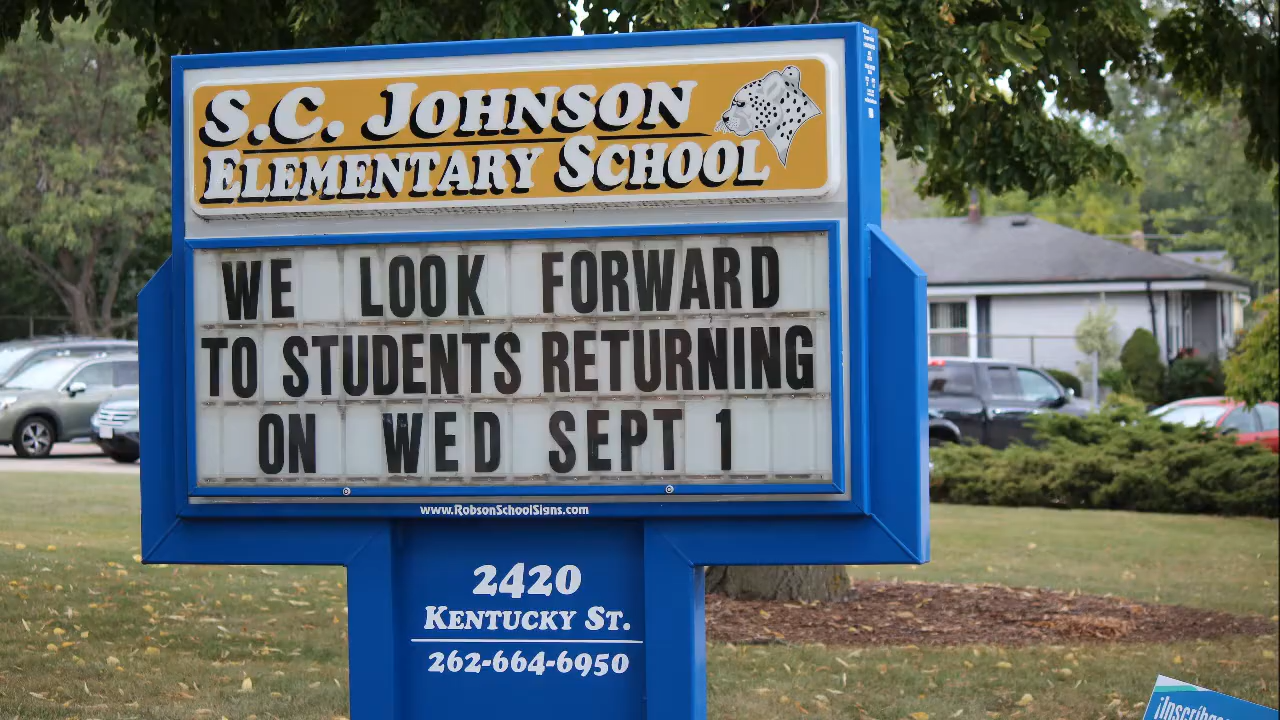 S.C. JOHNSON
ELEMENTARY SCHOOL
WE LOOK FORWARD
TO STUDENTS RETURNING
ON WED SEPT 1
www.RobsonSchoolSigns.com
2420
KENTUCKY ST.
262-664-6950